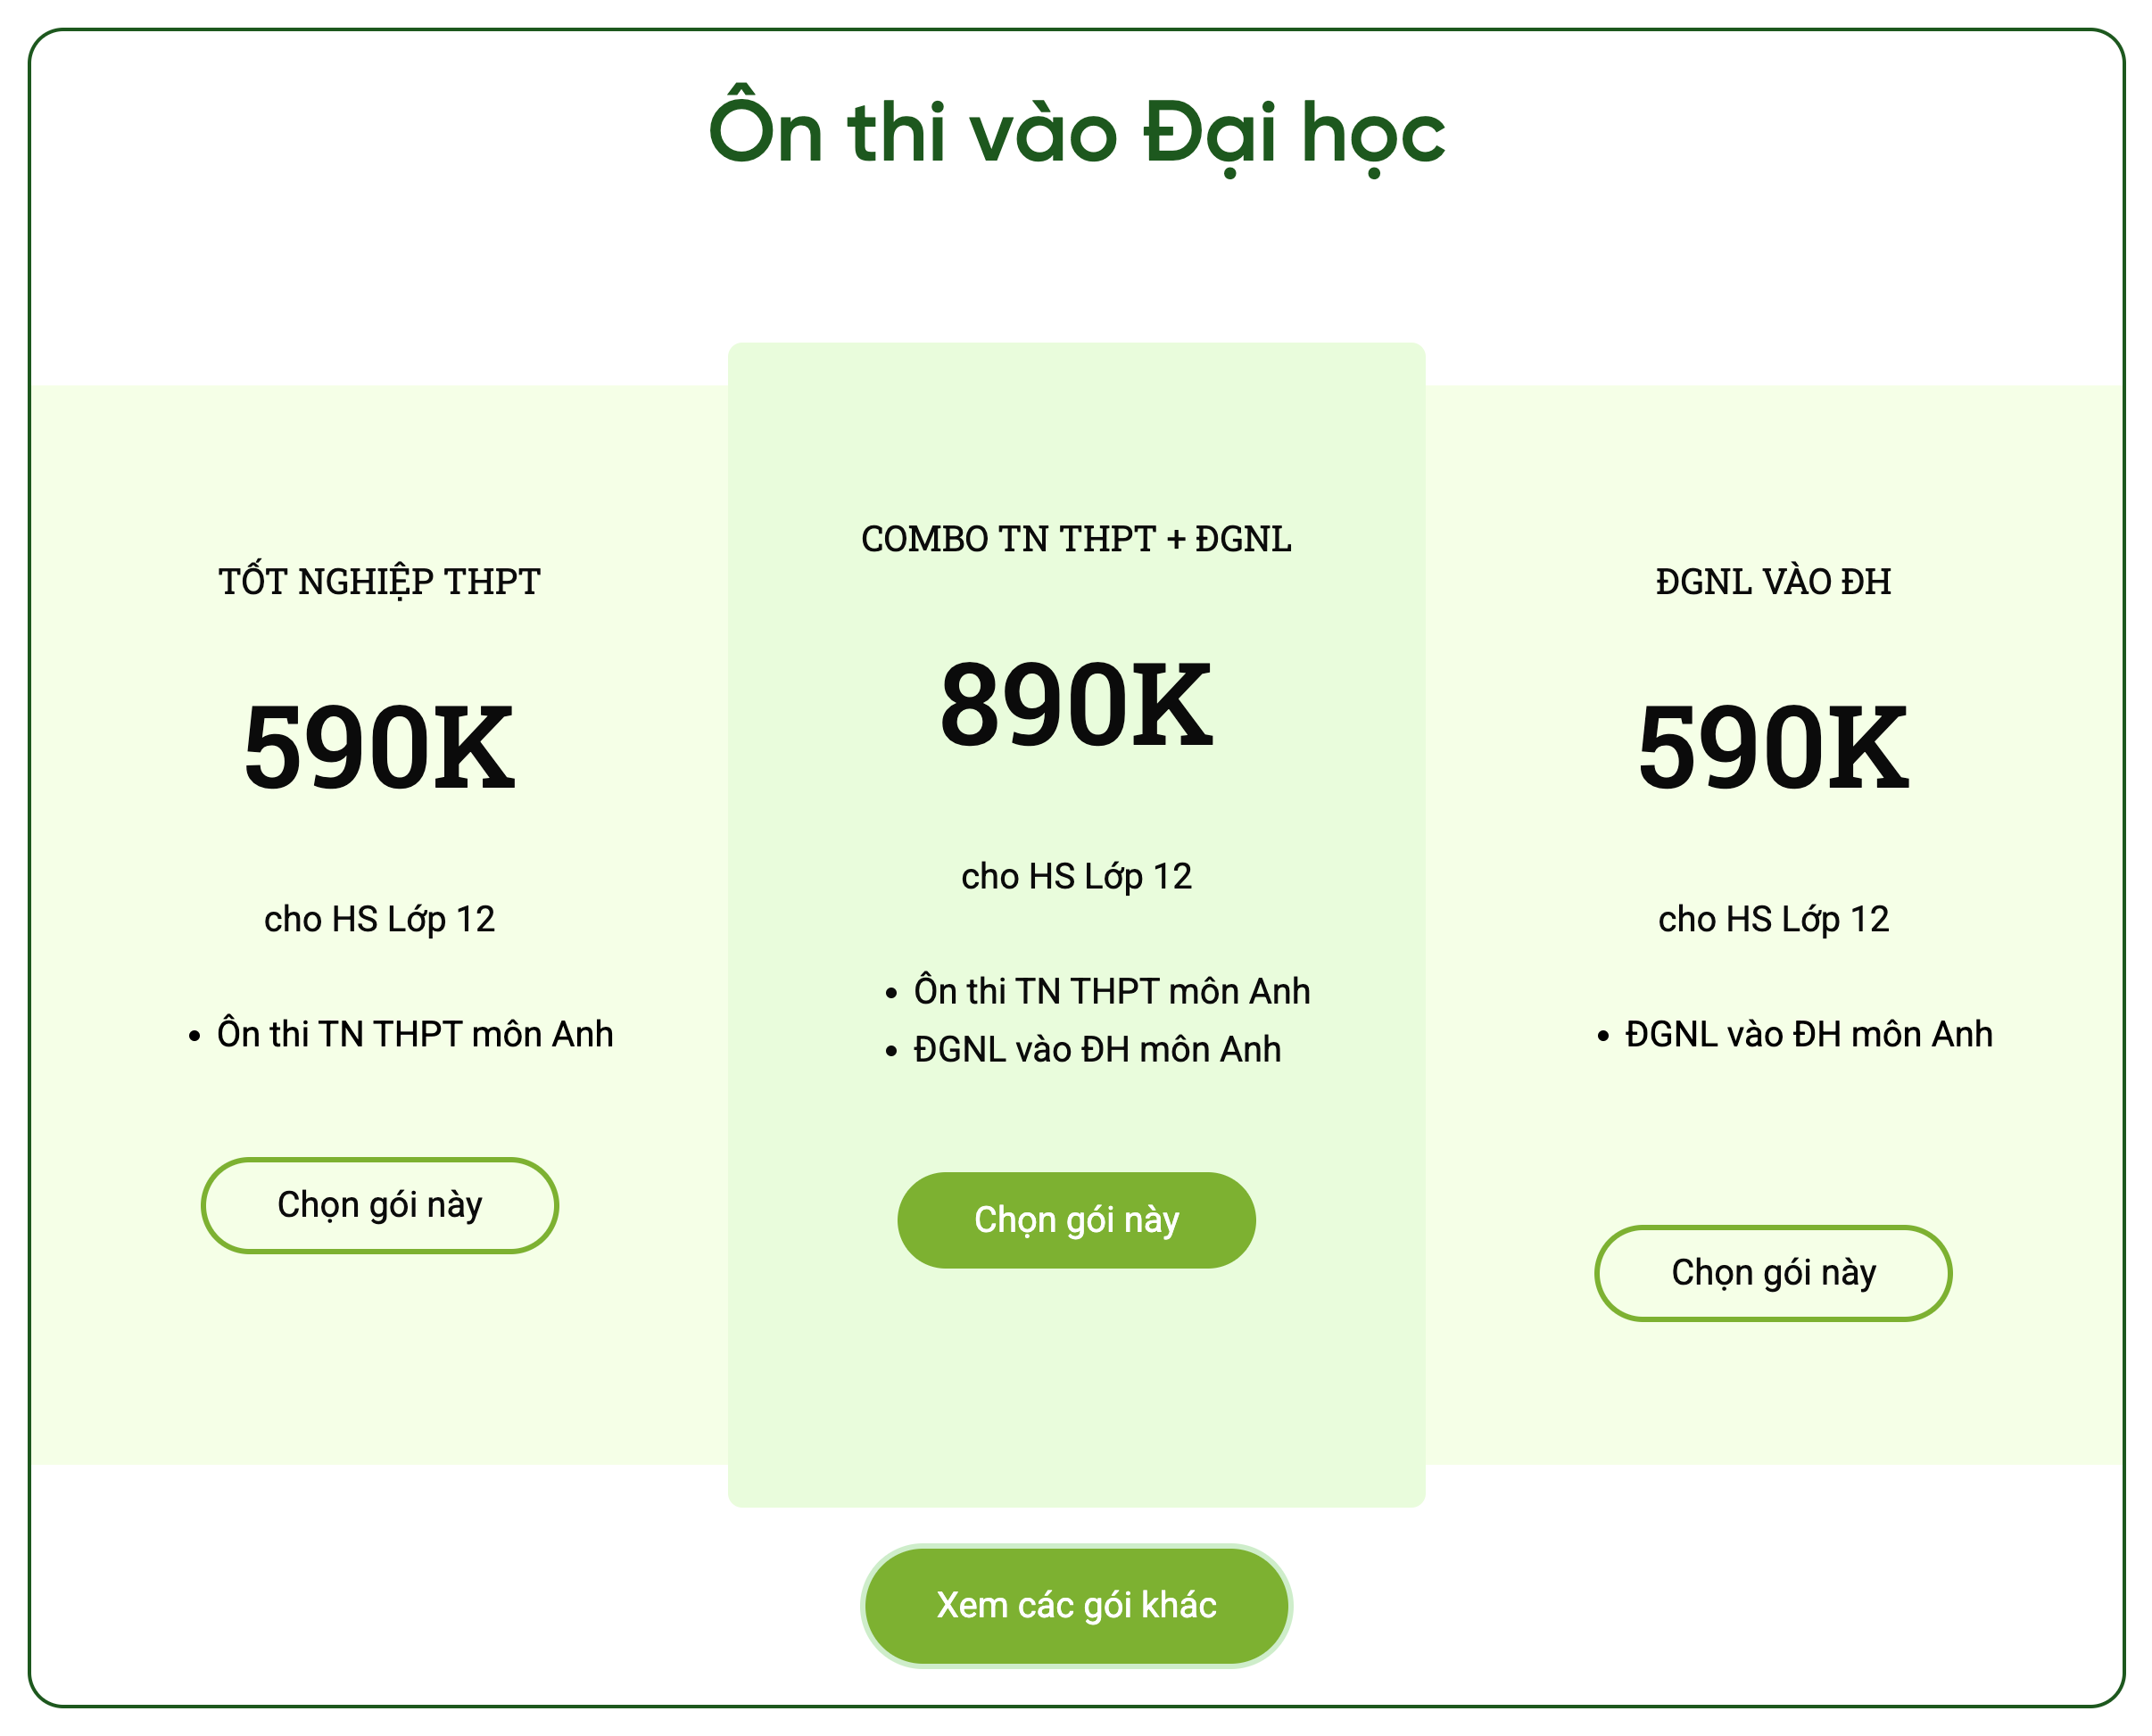 Ôn thi vào Đại học
TỐT NGHIỆP THPT
590K
cho HS Lớp 12
• Ôn thi TN THPT môn Anh
Chọn gói này
COMBO TN THPT + ĐGNL
890K
cho HS Lớp 12
• Ôn thi TN THPT môn Anh
• ĐGNL vào ĐH môn Anh
Chọn gói này
ĐGNL VÀO ĐH
590K
cho HS Lớp 12
• ĐGNL vào ĐH môn Anh
Chọn gói này
Xem các gói khác